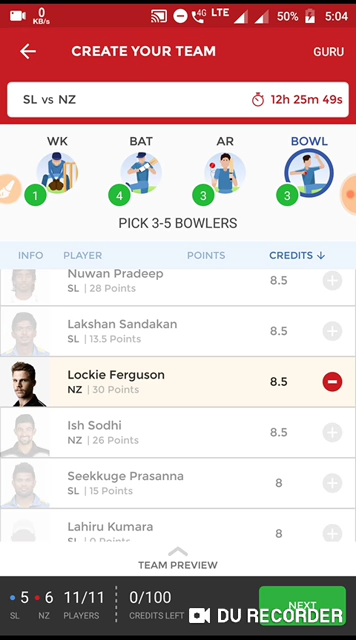 0
KB/s
4G
LTE
50%
5:04
CREATE YOUR TEAM
GURU
SL vs NZ
12h 25m 49s
WK
BAT
AR
BOWL
1
4
3
3
PICK 3-5 BOWLERS
INFO PLAYER POINTS CREDITS ↓
Nuwan Pradeep
SL | 28 Points
8.5
Lakshan Sandakan
SL | 13.5 Points
8.5
Lockie Ferguson
NZ | 30 Points
8.5
Ish Sodhi
NZ | 26 Points
8.5
Seekkuge Prasanna
SL | 15 Points
8
Lahiru Kumara
SL | 0 Points
8
TEAM PREVIEW
5
SL
6
NZ
11/11
PLAYERS
0/100
CREDITS LEFT
NEXT
DU RECORDER